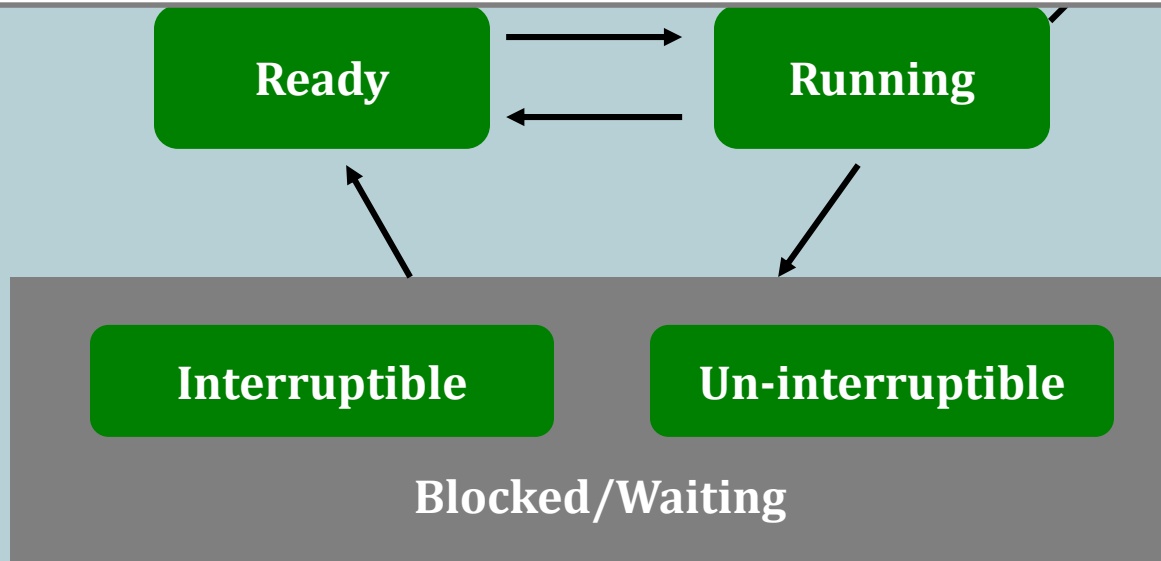 Ready
Running
Interruptible
Un-interruptible
Blocked/Waiting